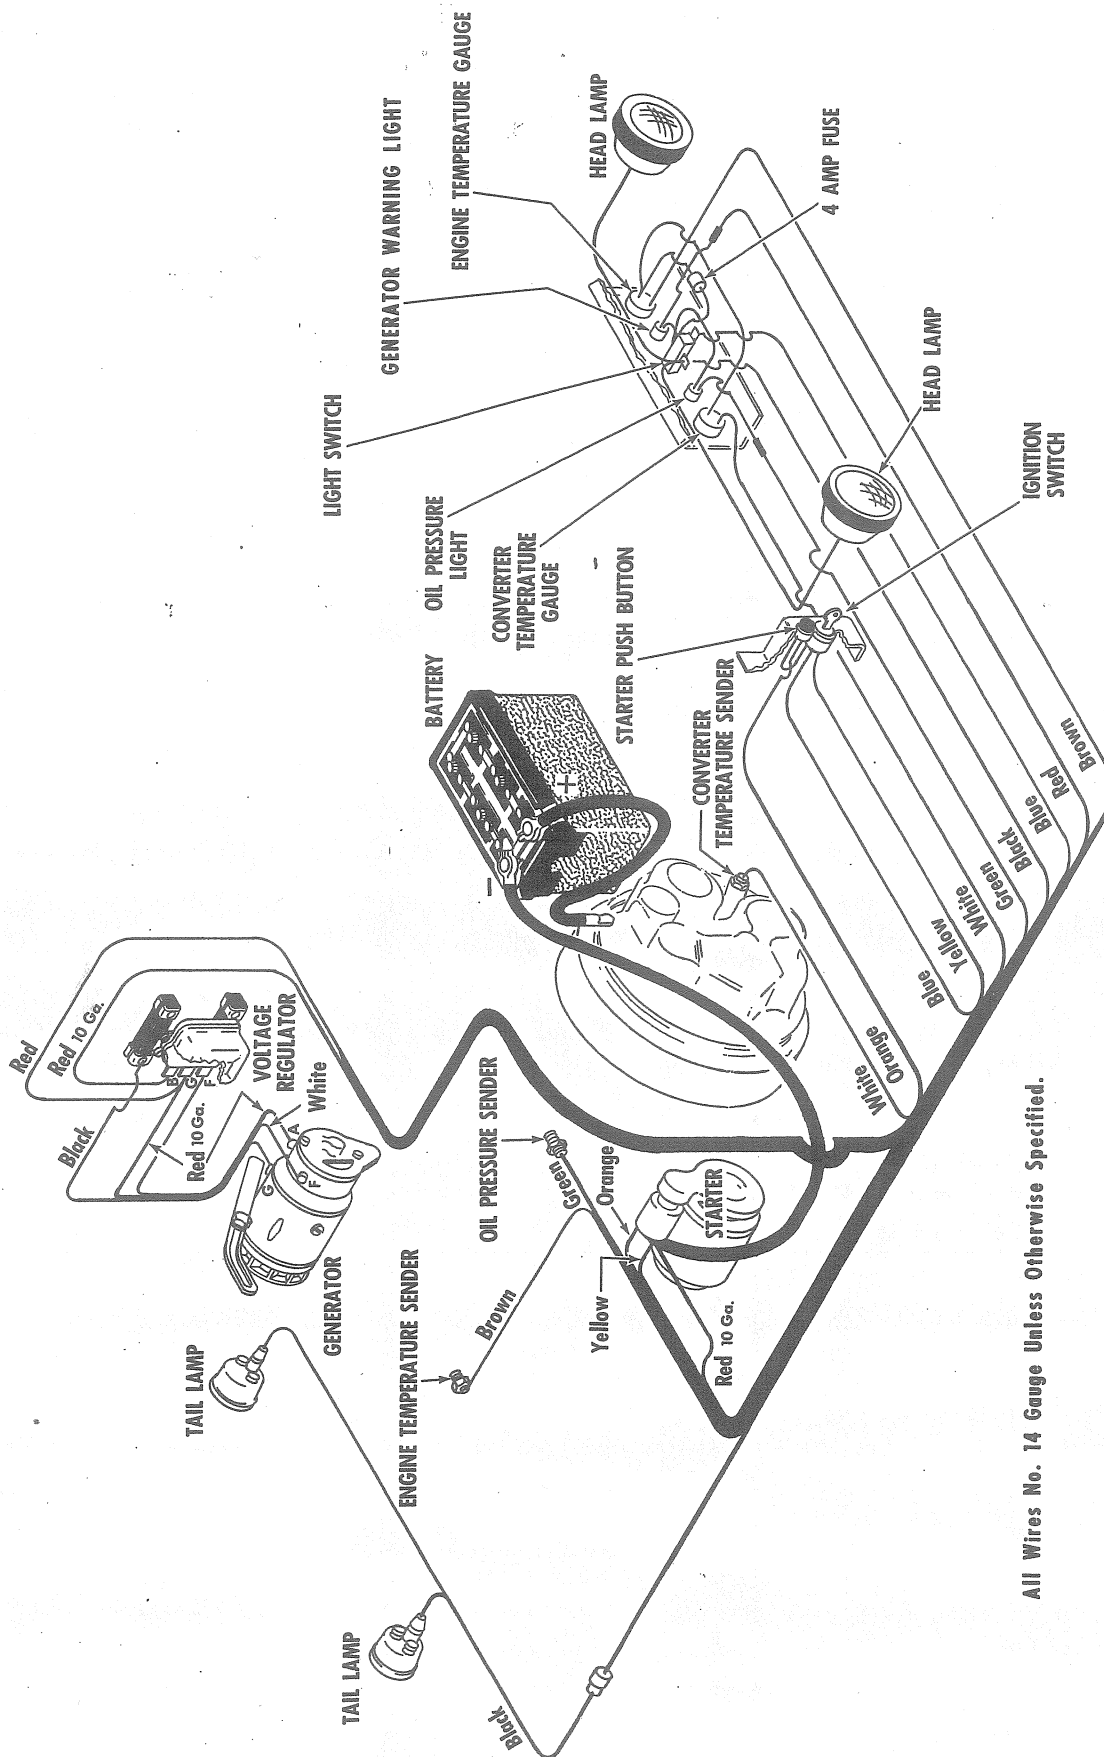 TAIL LAMP
TAIL LAMP
Black
GENERATOR
ENGINE TEMPERATURE SENDER
Brown
OIL PRESSURE SENDER
Green
Orange
Yellow
STARTER
Red 10 Ga.
Red
Red 10 Ga.
Black
Red 10 Ga.
B
G
F
VOLTAGE
REGULATOR
White
G
A
F
BATTERY
-
+
CONVERTER
TEMPERATURE SENDER
STARTER PUSH BUTTON
LIGHT SWITCH
OIL PRESSURE
LIGHT
CONVERTER
TEMPERATURE
GAUGE
GENERATOR WARNING LIGHT
ENGINE TEMPERATURE GAUGE
HEAD LAMP
4 AMP FUSE
HEAD LAMP
IGNITION
SWITCH
White
Orange
Blue
Yellow
White
Green
Black
Blue
Red
Brown
All Wires No. 14 Gauge Unless Otherwise Specified.